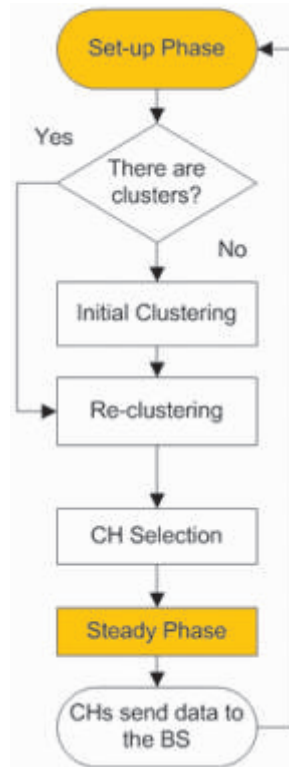 Set-up Phase
Yes
There are
clusters?
No
Initial Clustering
Re-clustering
CH Selection
Steady Phase
CHs send data to
the BS